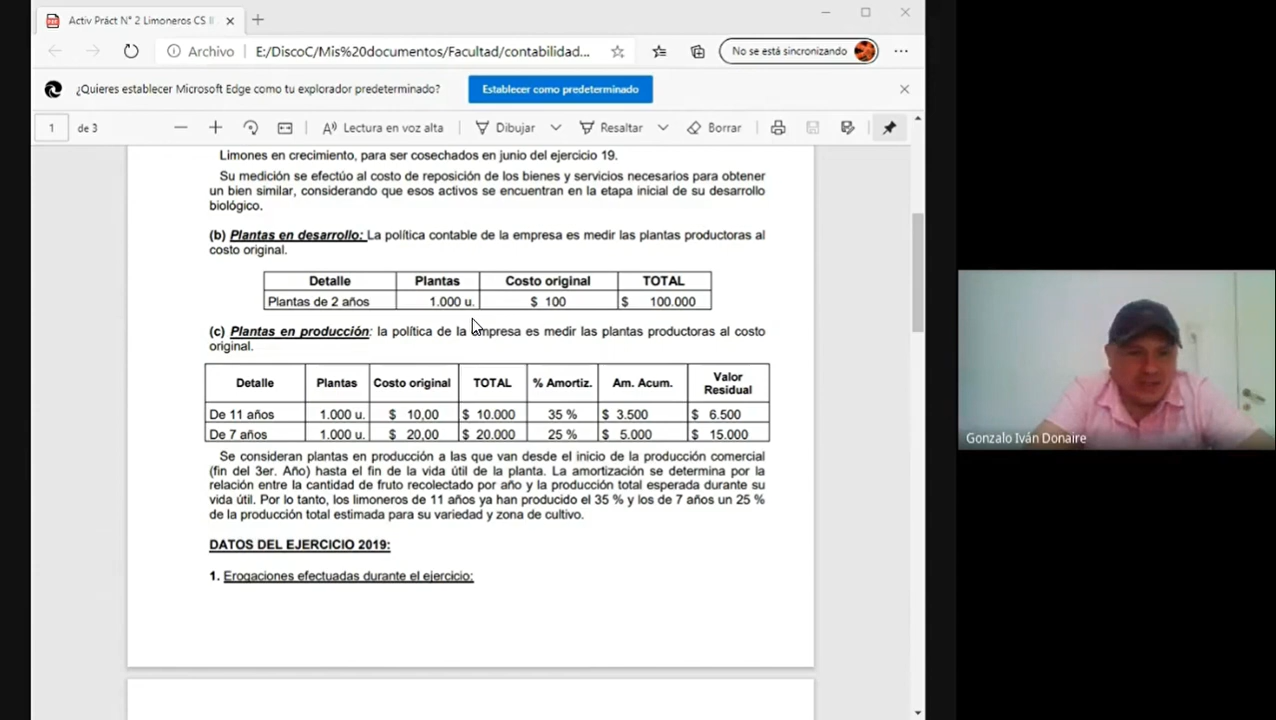 Activ Práct N° 2 Limoneros CS II
Archivo E:/DiscoC/Mis%20documentos/Facultad/contabilidad... No se está sincronizando
¿Quieres establecer Microsoft Edge como tu explorador predeterminado? Establecer como predeterminado
1 de 3 Lectura en voz alta Dibujar Resaltar Borrar
Limones en crecimiento, para ser cosechados en junio del ejercicio 19.
Su medición se efectúo al costo de reposición de los bienes y servicios necesarios para obtener
un bien similar, considerando que esos activos se encuentran en la etapa inicial de su desarrollo
biológico.
(b) Plantas en desarrollo: La política contable de la empresa es medir las plantas productoras al
costo original.
Detalle Plantas Costo original TOTAL
Plantas de 2 años 1.000 u. $ 100 $ 100.000
(c) Plantas en producción: la política de la empresa es medir las plantas productoras al costo
original.
Detalle Plantas Costo original TOTAL % Amortiz. Am. Acum. Valor
Residual
De 11 años 1.000 u. $ 10,00 $ 10.000 35 % $ 3.500 $ 6.500
De 7 años 1.000 u. $ 20,00 $ 20.000 25 % $ 5.000 $ 15.000
Se consideran plantas en producción a las que van desde el inicio de la producción comercial
(fin del 3er. Año) hasta el fin de la vida útil de la planta. La amortización se determina por la
relación entre la cantidad de fruto recolectado por año y la producción total esperada durante su
vida útil. Por lo tanto, los limoneros de 11 años ya han producido el 35 % y los de 7 años un 25 %
de la producción total estimada para su variedad y zona de cultivo.
DATOS DEL EJERCICIO 2019:
1. Erogaciones efectuadas durante el ejercicio:
Gonzalo Iván Donaire